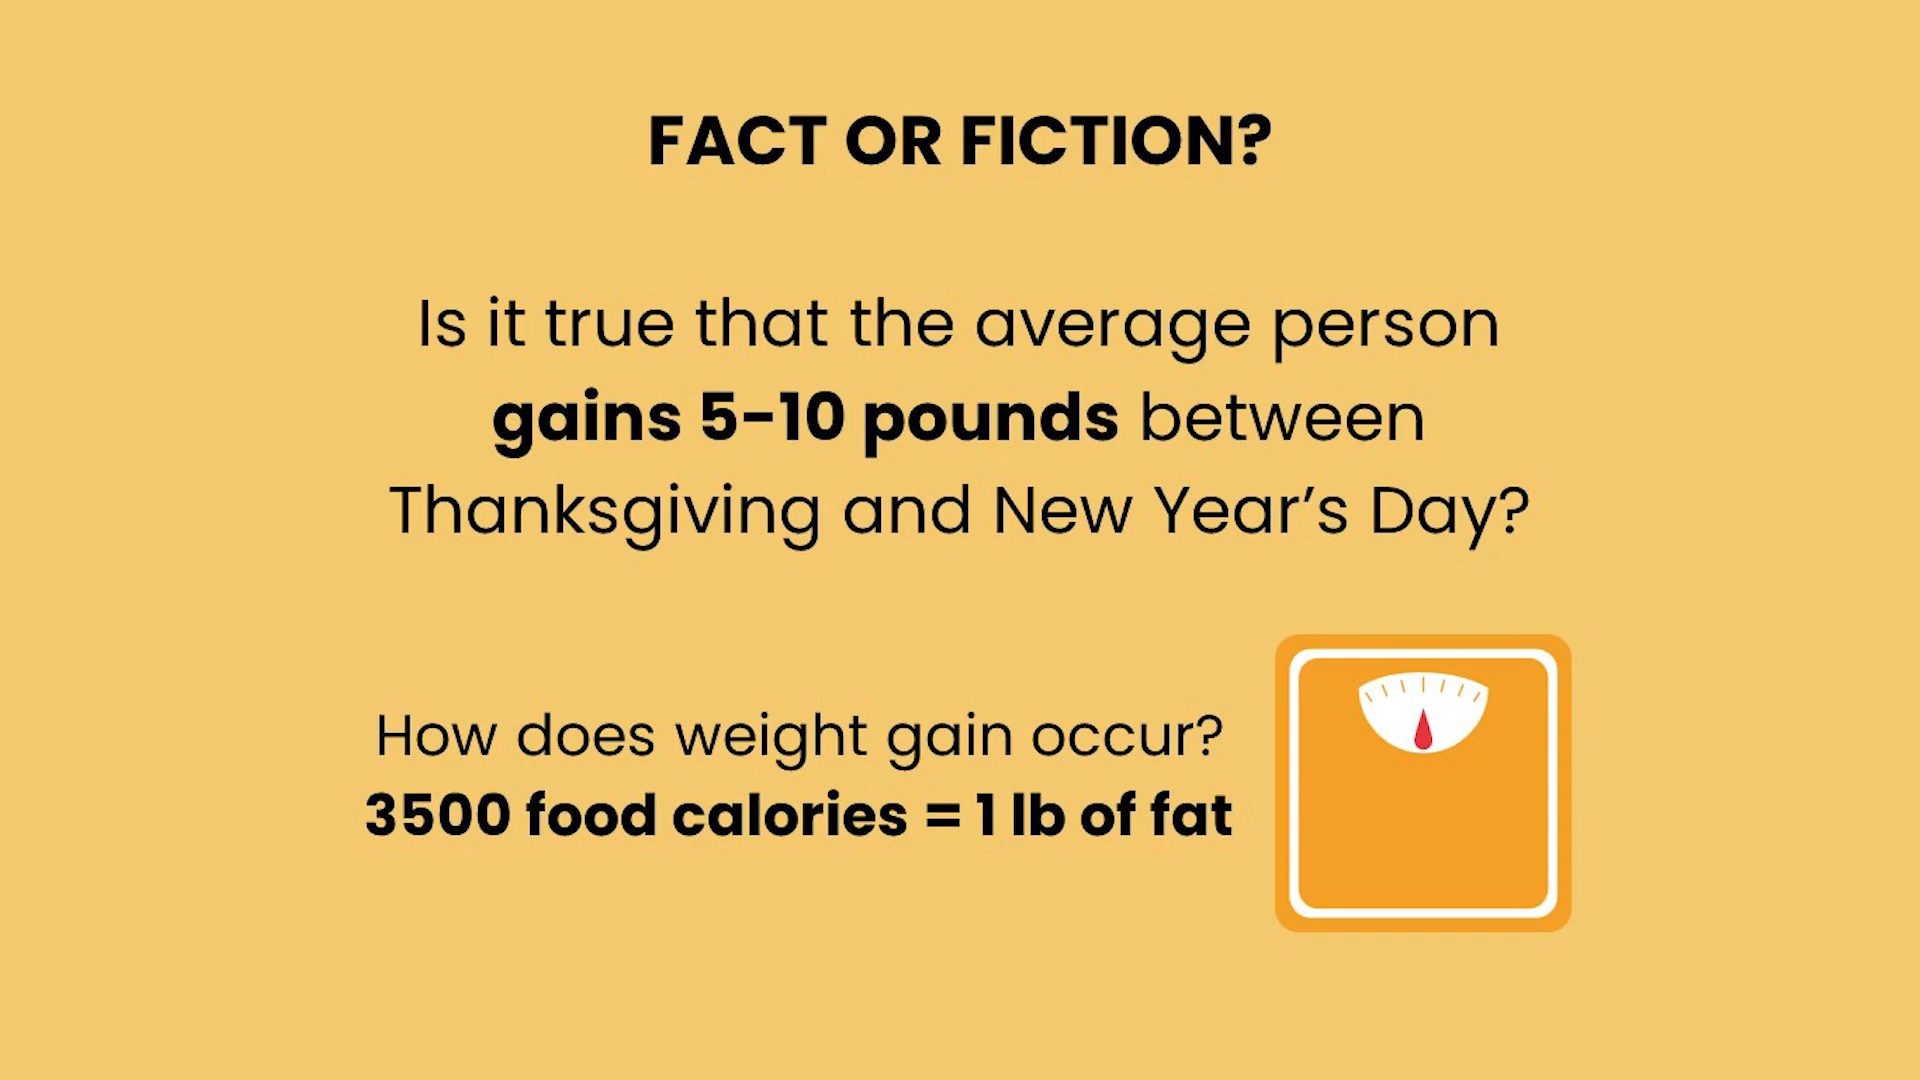 FACT OR FICTION?
Is it true that the average person
gains 5-10 pounds between
Thanksgiving and New Year’s Day?
How does weight gain occur?
3500 food calories = 1 lb of fat